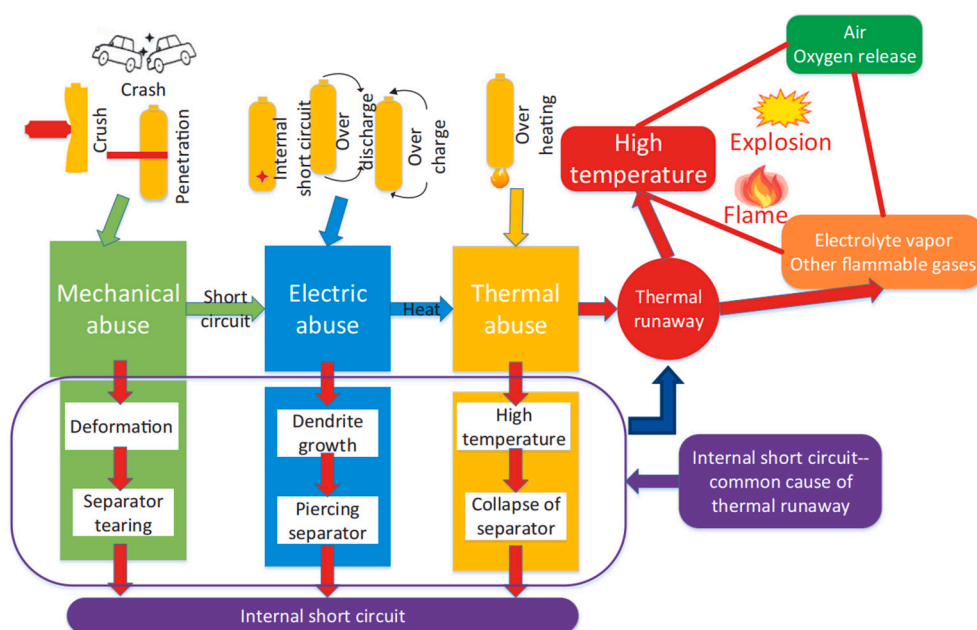 Crash
Crush
Penetration
Internal
short circuit
Over
discharge
Over
charge
Over
heating
Air
Oxygen release
High
temperature
Explosion
Flame
Electrolyte vapor
Other flammable gases
Mechanical
abuse
Short
circuit
Electric
abuse
Heat
Thermal
abuse
Thermal
runaway
Deformation
Separator
tearing
Dendrite
growth
Piercing
separator
High
temperature
Collapse of
separator
Internal short circuit--
common cause of
thermal runaway
Internal short circuit